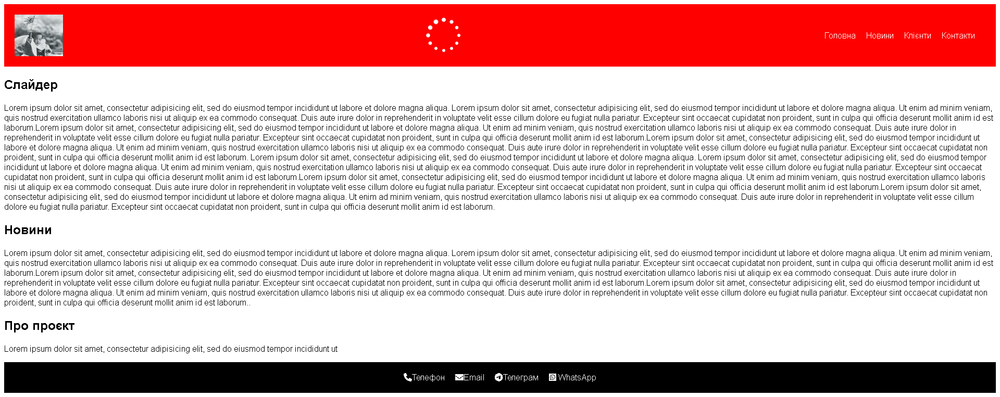 Головна Новини Клієнти Контакти
Слайдер
Lorem ipsum dolor sit amet, consectetur adipisicing elit, sed do eiusmod tempor incididunt ut labore et dolore magna aliqua. Lorem ipsum dolor sit amet, consectetur adipisicing elit, sed do eiusmod tempor incididunt ut labore et dolore magna aliqua. Ut enim ad minim veniam,
quis nostrud exercitation ullamco laboris nisi ut aliquip ex ea commodo consequat. Duis aute irure dolor in reprehenderit in voluptate velit esse cillum dolore eu fugiat nulla pariatur. Excepteur sint occaecat cupidatat non proident, sunt in culpa qui officia deserunt mollit anim id est
laborum.Lorem ipsum dolor sit amet, consectetur adipisicing elit, sed do eiusmod tempor incididunt ut labore et dolore magna aliqua. Ut enim ad minim veniam, quis nostrud exercitation ullamco laboris nisi ut aliquip ex ea commodo consequat. Duis aute irure dolor in
reprehenderit in voluptate velit esse cillum dolore eu fugiat nulla pariatur. Excepteur sint occaecat cupidatat non proident, sunt in culpa qui officia deserunt mollit anim id est laborum.Lorem ipsum dolor sit amet, consectetur adipisicing elit, sed do eiusmod tempor incididunt ut
labore et dolore magna aliqua. Ut enim ad minim veniam, quis nostrud exercitation ullamco laboris nisi ut aliquip ex ea commodo consequat. Duis aute irure dolor in reprehenderit in voluptate velit esse cillum dolore eu fugiat nulla pariatur. Excepteur sint occaecat cupidatat non
proident, sunt in culpa qui officia deserunt mollit anim id est laborum. Lorem ipsum dolor sit amet, consectetur adipisicing elit, sed do eiusmod tempor incididunt ut labore et dolore magna aliqua. Lorem ipsum dolor sit amet, consectetur adipisicing elit, sed do eiusmod tempor
incididunt ut labore et dolore magna aliqua. Ut enim ad minim veniam, quis nostrud exercitation ullamco laboris nisi ut aliquip ex ea commodo consequat. Duis aute irure dolor in reprehenderit in voluptate velit esse cillum dolore eu fugiat nulla pariatur. Excepteur sint occaecat
cupidatat non proident, sunt in culpa qui officia deserunt mollit anim id est laborum.Lorem ipsum dolor sit amet, consectetur adipisicing elit, sed do eiusmod tempor incididunt ut labore et dolore magna aliqua. Ut enim ad minim veniam, quis nostrud exercitation ullamco laboris
nisi ut aliquip ex ea commodo consequat. Duis aute irure dolor in reprehenderit in voluptate velit esse cillum dolore eu fugiat nulla pariatur. Excepteur sint occaecat cupidatat non proident, sunt in culpa qui officia deserunt mollit anim id est laborum.Lorem ipsum dolor sit amet,
consectetur adipisicing elit, sed do eiusmod tempor incididunt ut labore et dolore magna aliqua. Ut enim ad minim veniam, quis nostrud exercitation ullamco laboris nisi ut aliquip ex ea commodo consequat. Duis aute irure dolor in reprehenderit in voluptate velit esse cillum
dolore eu fugiat nulla pariatur. Excepteur sint occaecat cupidatat non proident, sunt in culpa qui officia deserunt mollit anim id est laborum.
Новини
Lorem ipsum dolor sit amet, consectetur adipisicing elit, sed do eiusmod tempor incididunt ut labore et dolore magna aliqua. Lorem ipsum dolor sit amet, consectetur adipisicing elit, sed do eiusmod tempor incididunt ut labore et dolore magna aliqua. Ut enim ad minim veniam,
quis nostrud exercitation ullamco laboris nisi ut aliquip ex ea commodo consequat. Duis aute irure dolor in reprehenderit in voluptate velit esse cillum dolore eu fugiat nulla pariatur. Excepteur sint occaecat cupidatat non proident, sunt in culpa qui officia deserunt mollit anim id est
laborum.Lorem ipsum dolor sit amet, consectetur adipisicing elit, sed do eiusmod tempor incididunt ut labore et dolore magna aliqua. Ut enim ad minim veniam, quis nostrud exercitation ullamco laboris nisi ut aliquip ex ea commodo consequat. Duis aute irure dolor in
reprehenderit in voluptate velit esse cillum dolore eu fugiat nulla pariatur. Excepteur sint occaecat cupidatat non proident, sunt in culpa qui officia deserunt mollit anim id est laborum.Lorem ipsum dolor sit amet, consectetur adipisicing elit, sed do eiusmod tempor incididunt ut
labore et dolore magna aliqua. Ut enim ad minim veniam, quis nostrud exercitation ullamco laboris nisi ut aliquip ex ea commodo consequat. Duis aute irure dolor in reprehenderit in voluptate velit esse cillum dolore eu fugiat nulla pariatur. Excepteur sint occaecat cupidatat non
proident, sunt in culpa qui officia deserunt mollit anim id est laborum..
Про проєкт
Lorem ipsum dolor sit amet, consectetur adipisicing elit, sed do eiusmod tempor incididunt ut
Телефон Email Телеграм WhatsApp